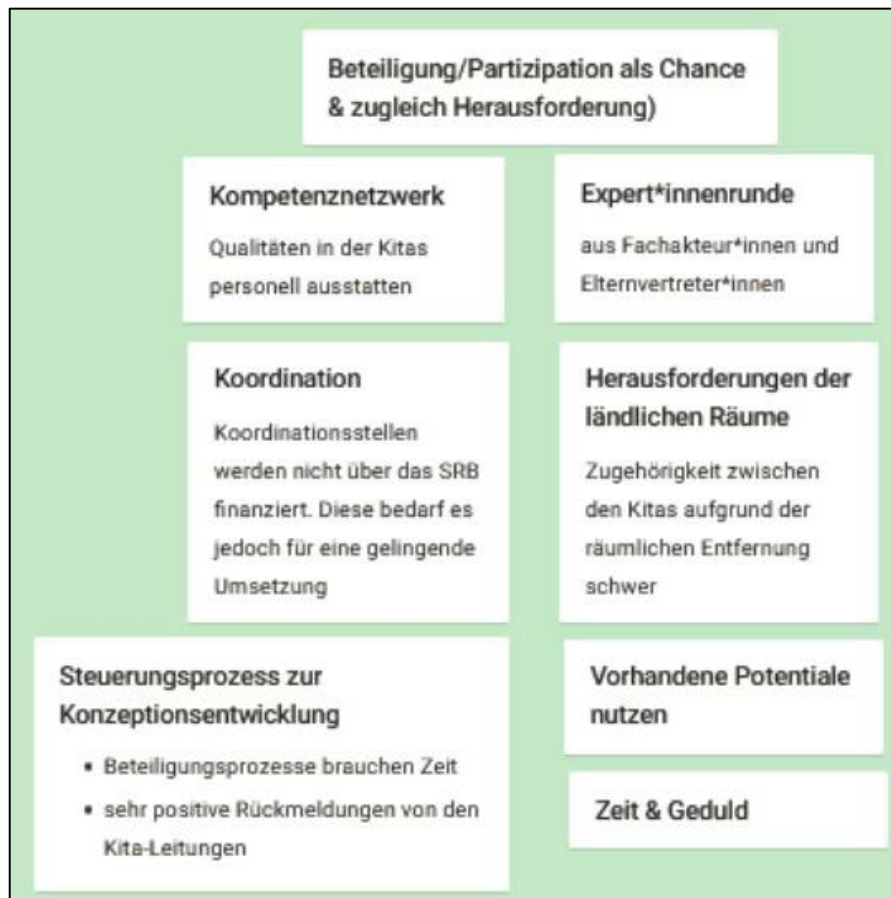 Beteiligung/Partizipation als Chance
& zugleich Herausforderung)
Kompetenznetzwerk
Qualitäten in der Kitas
personell ausstatten
Expert*innenrunde
aus Fachakteur*innen und
Elternvertreter*innen
Koordination
Koordinationsstellen
werden nicht über das SRB
finanziert. Diese bedarf es
jedoch für eine gelingende
Umsetzung
Herausforderungen der
ländlichen Räume
Zugehörigkeit zwischen
den Kitas aufgrund der
räumlichen Entfernung
schwer
Steuerungsprozess zur
Konzeptionsentwicklung
• Beteiligungsprozesse brauchen Zeit
• sehr positive Rückmeldungen von den
Kita-Leitungen
Vorhandene Potentiale
nutzen
Zeit & Geduld